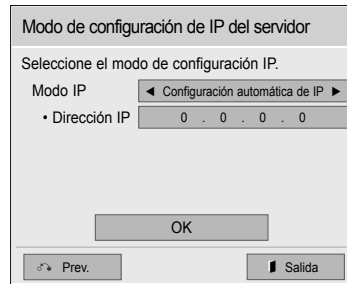 Modo de configuración de IP del servidor
Seleccione el modo de configuración IP.
Modo IP ◄ Configuración automática de IP ►
• Dirección IP 0 . 0 . 0 . 0
OK
Prev. Salida